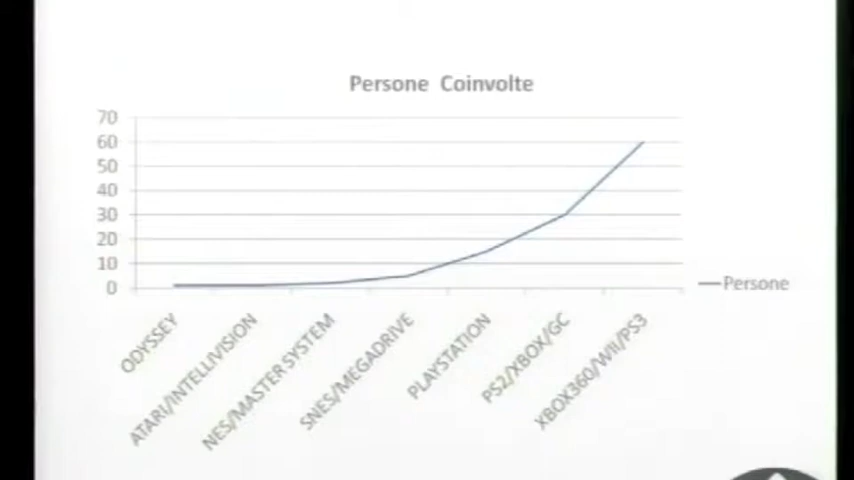 Persone Coinvolte
70
60
50
40
30
20
10
0
Persone
ODYSSEY
ATARI/INTELLIVISION
NES/MASTER SYSTEM
SNES/MEGADRIVE
PLAYSTATION
PS2/XBOX/GC
XBOX360/WII/PS3